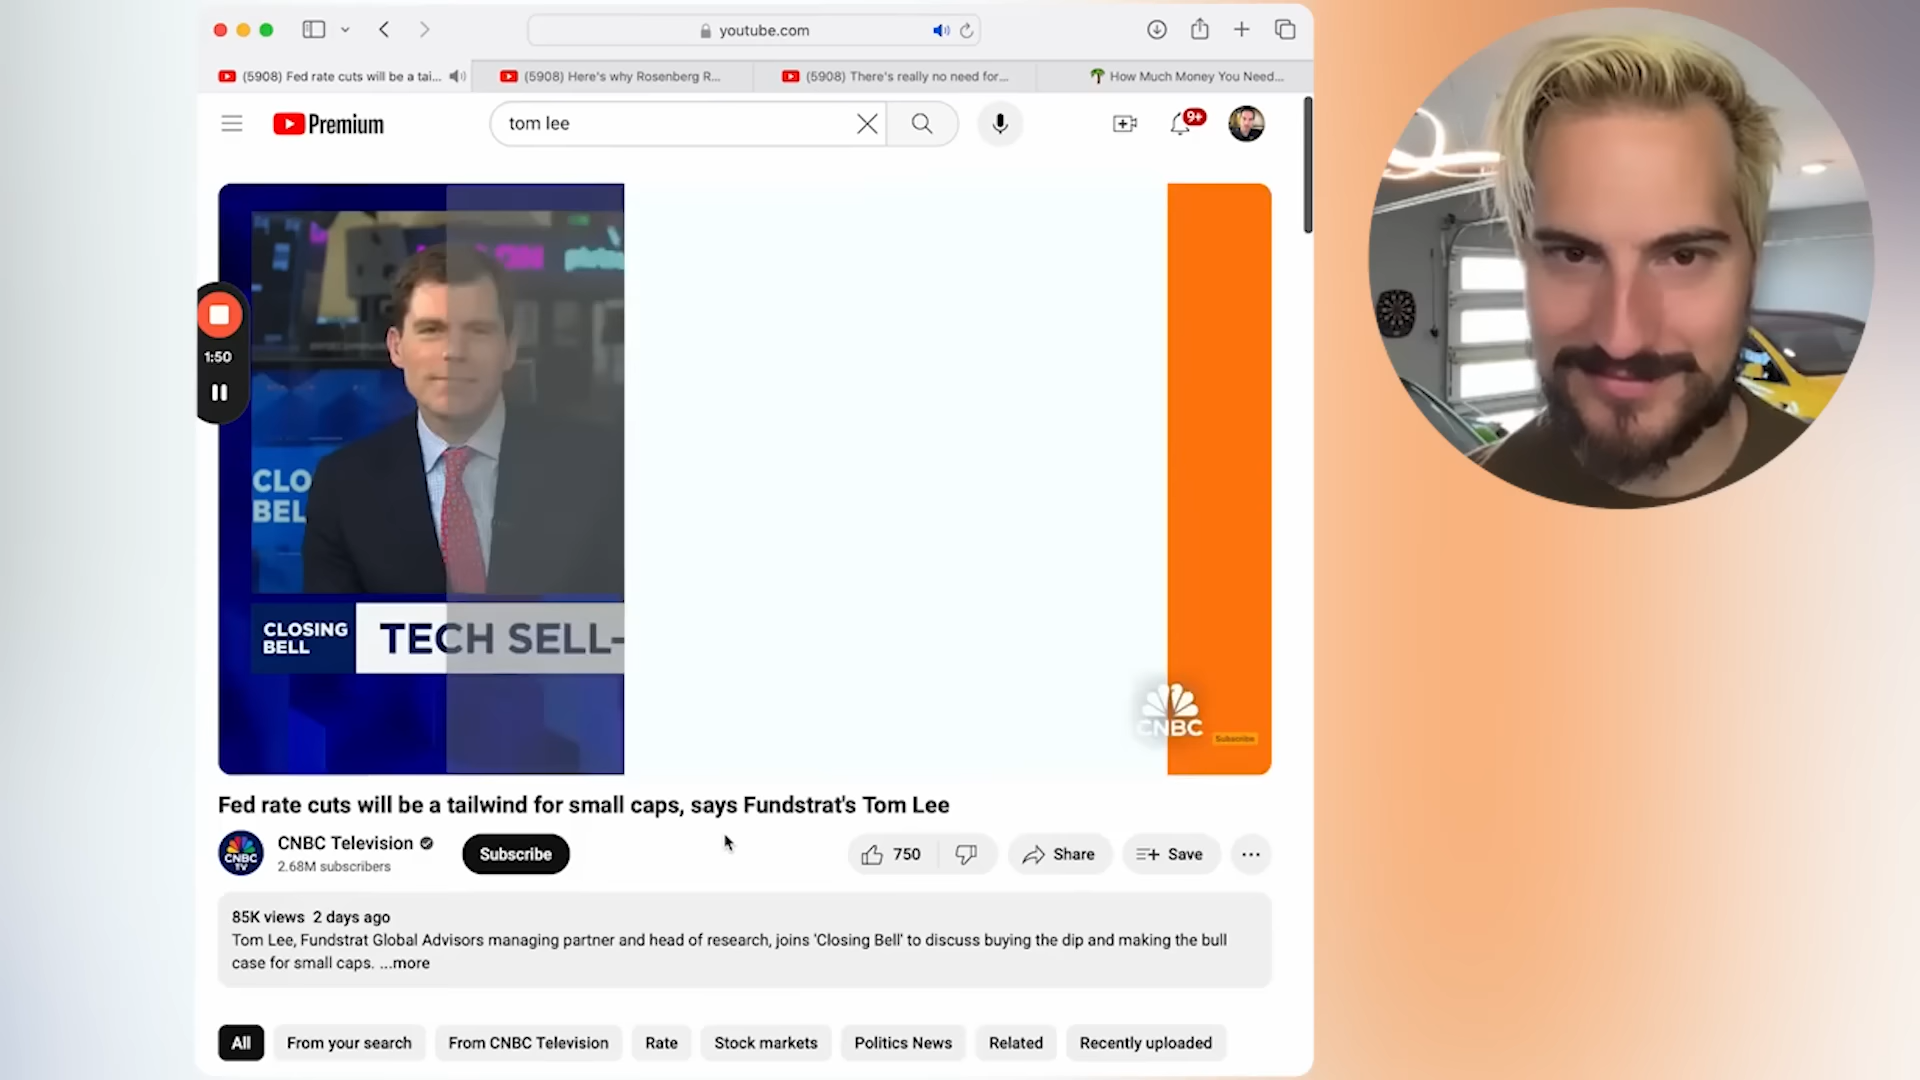 youtube.com
(5908) Fed rate cuts will be a tai...
(5908) Here's why Rosenberg R...
(5908) There's really no need for...
How Much Money You Need...
Premium
tom lee
9+
1:50
CLO
BEL
CLOSING
BELL
TECH SELL-
CNBC
Subscribe
Fed rate cuts will be a tailwind for small caps, says Fundstrat's Tom Lee
CNBC
TV
CNBC Television
2.68M subscribers
Subscribe
750
Share
Save
85K views 2 days ago
Tom Lee, Fundstrat Global Advisors managing partner and head of research, joins 'Closing Bell' to discuss buying the dip and making the bull
case for small caps. ...more
All
From your search
From CNBC Television
Rate
Stock markets
Politics News
Related
Recently uploaded